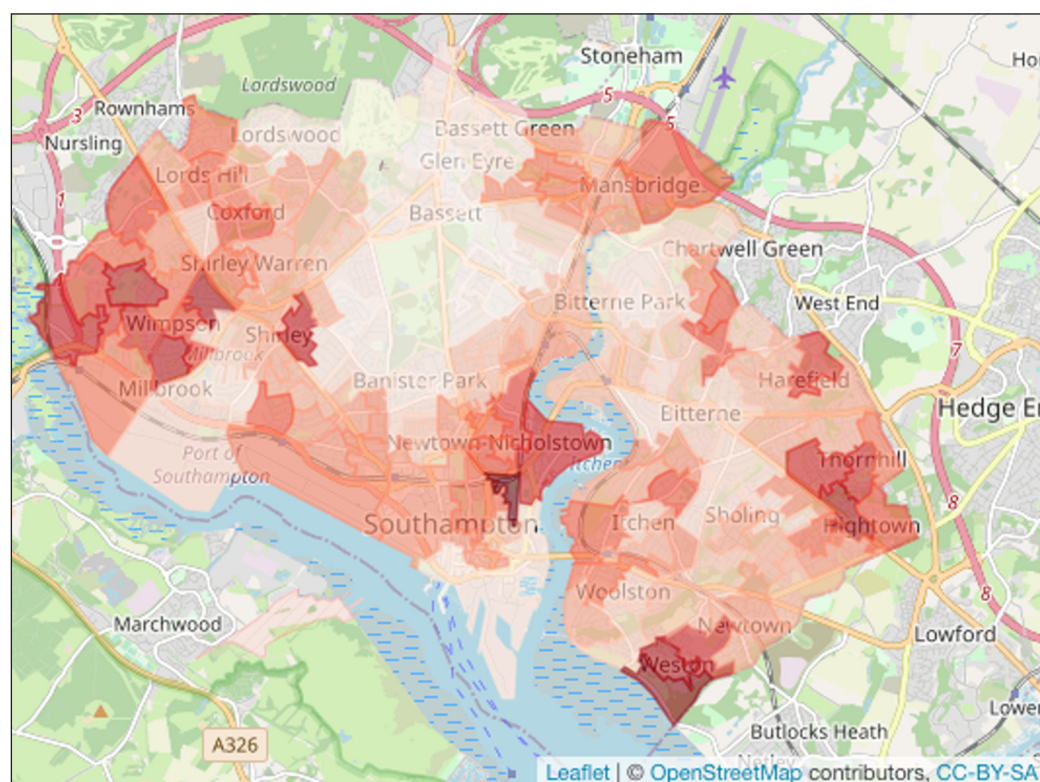 Stoneham
Lordswood
Rownhams
3
5
5
Nursling
Lordswood
Bassett Green
Glen Eyre
Lords Hill
Mansbridge
1
Coxford
Bassett
Chartwell Green
Shirley Warren
Bitterne Park
West End
Wimpson
Shirley
Millbrook
7
Millbrook
Banister Park
Harefield
Bitterne
Hedge En
Newtown
Nicholstown
Port of
Southampton
Itchen
Thornhill
8
Southampton
Itchen
Sholing
Hightown
Woolston
8
Marchwood
Newtown
Lowford
Weston
A326
Butlocks Heath
Netley
Lower
Leaflet | © OpenStreetMap contributors, CC-BY-SA